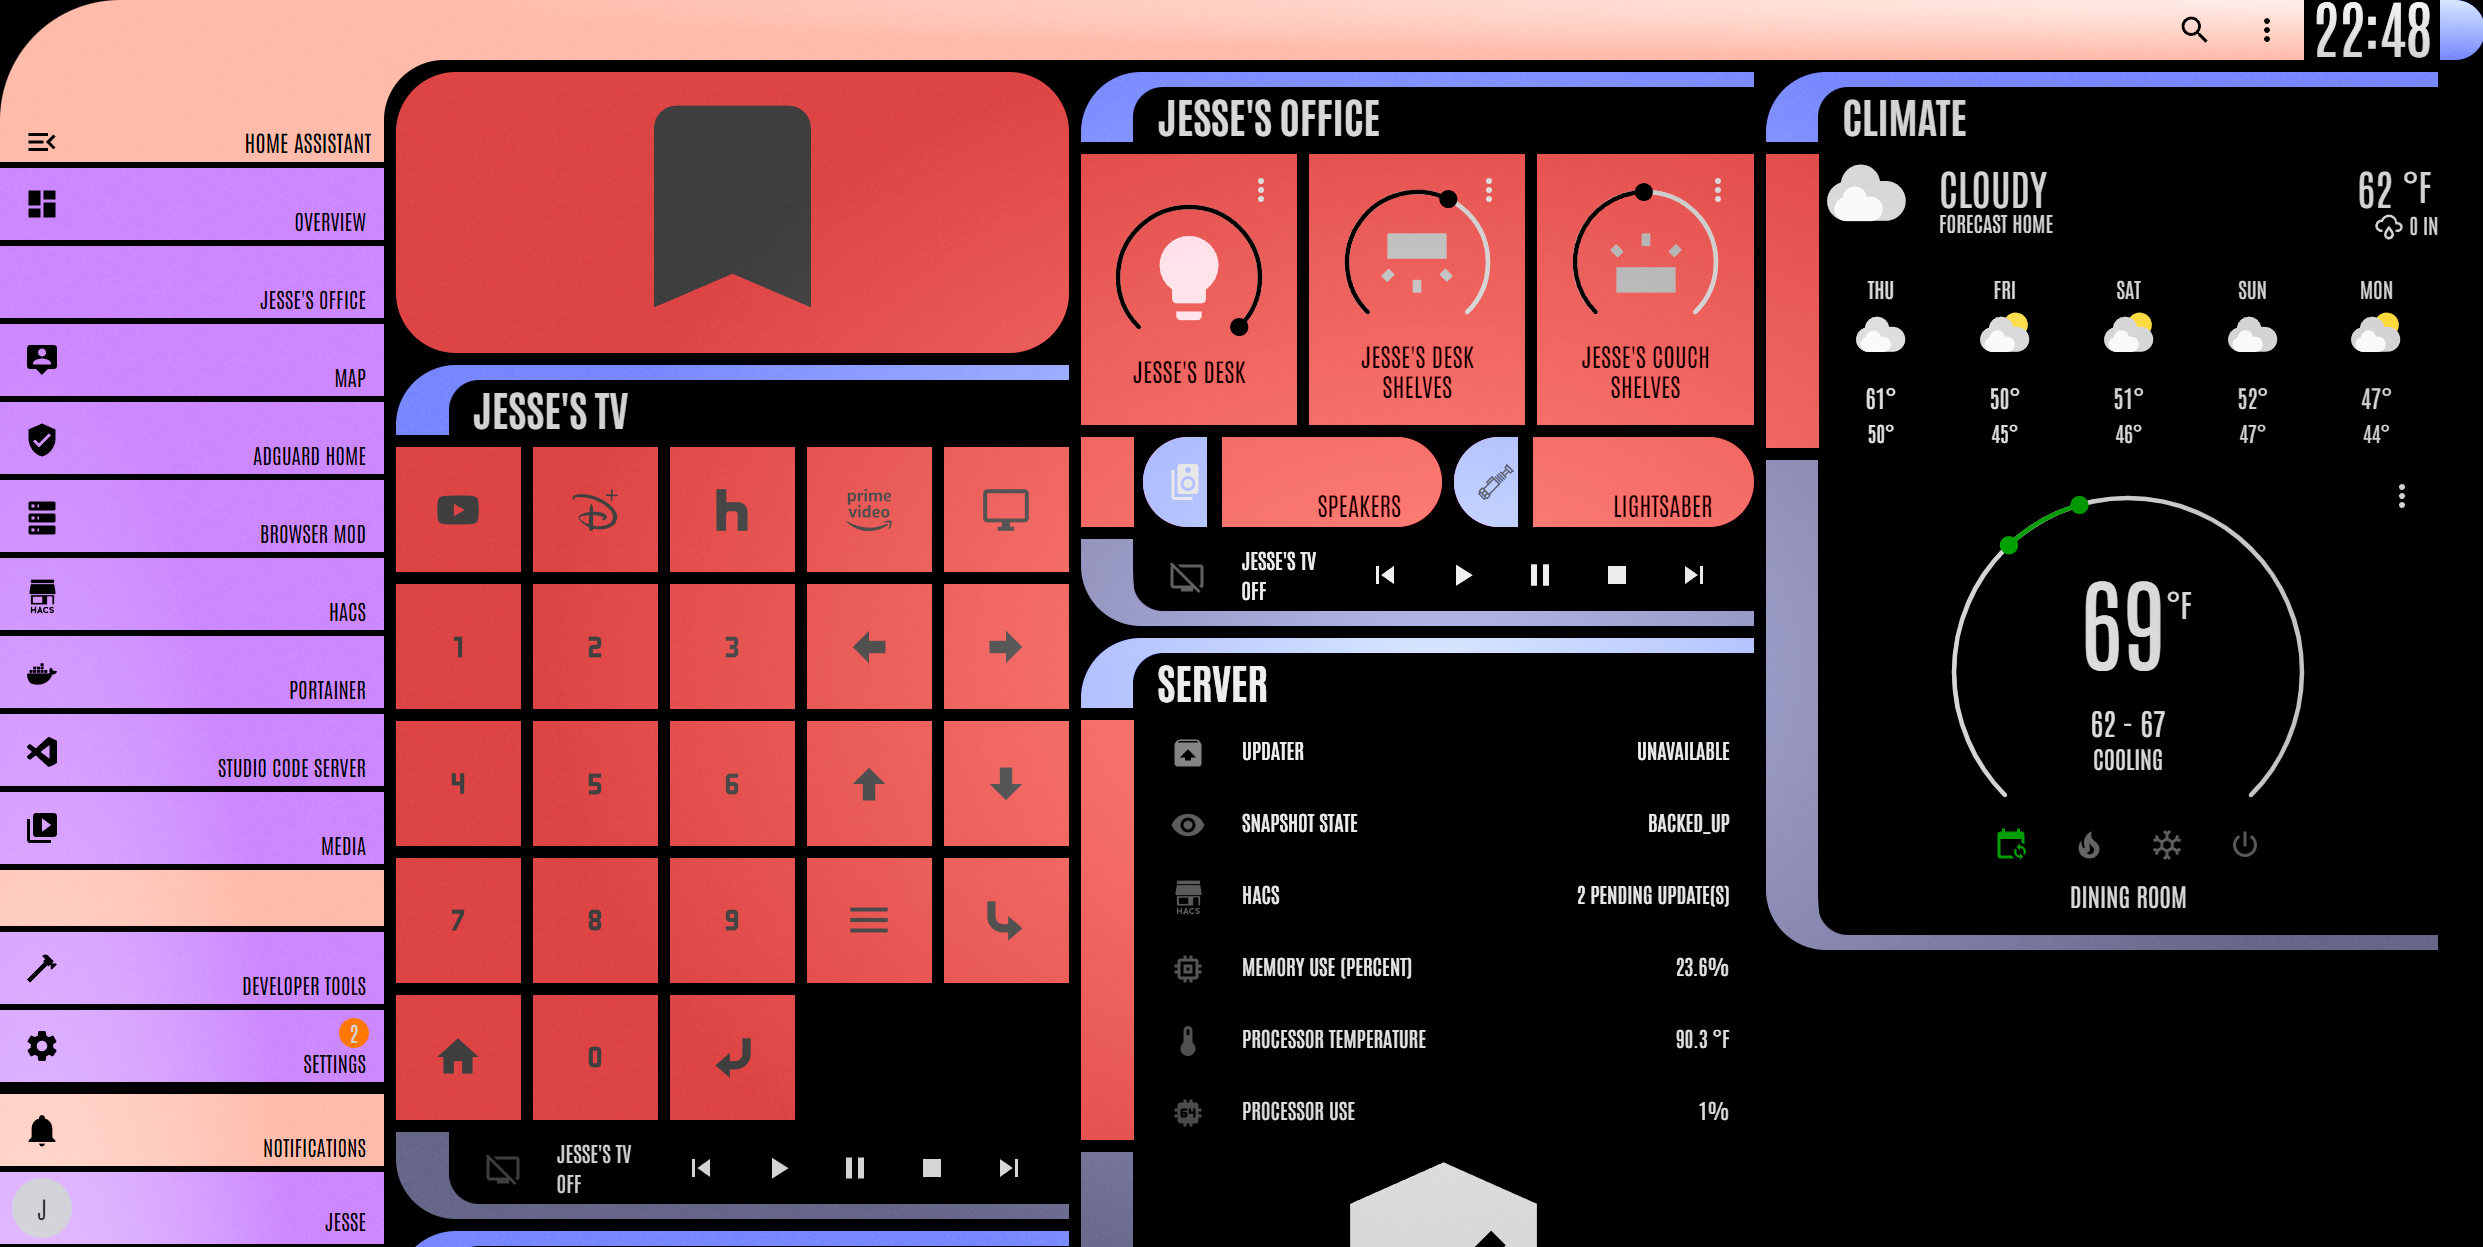 22:48
HOME ASSISTANT
OVERVIEW
JESSE'S OFFICE
MAP
ADGUARD HOME
BROWSER MOD
HACS
HACS
PORTAINER
STUDIO CODE SERVER
MEDIA
DEVELOPER TOOLS
2
SETTINGS
NOTIFICATIONS
J
JESSE
JESSE'S TV
prime
video
1
2
3
4
5
6
7
8
9
0
JESSE'S TV
OFF
JESSE'S OFFICE
JESSE'S DESK
JESSE'S DESK
SHELVES
JESSE'S COUCH
SHELVES
SPEAKERS
LIGHTSABER
JESSE'S TV
OFF
SERVER
UPDATER UNAVAILABLE
SNAPSHOT STATE BACKED_UP
HACS
HACS 2 PENDING UPDATE(S)
MEMORY USE (PERCENT) 23.6%
PROCESSOR TEMPERATURE 90.3 °F
64
PROCESSOR USE 1%
CLIMATE
CLOUDY 62 °F
FORECAST HOME 0 IN
THU FRI SAT SUN MON
61° 50° 51° 52° 47°
50° 45° 46° 47° 44°
69 °F
62 - 67
COOLING
DINING ROOM